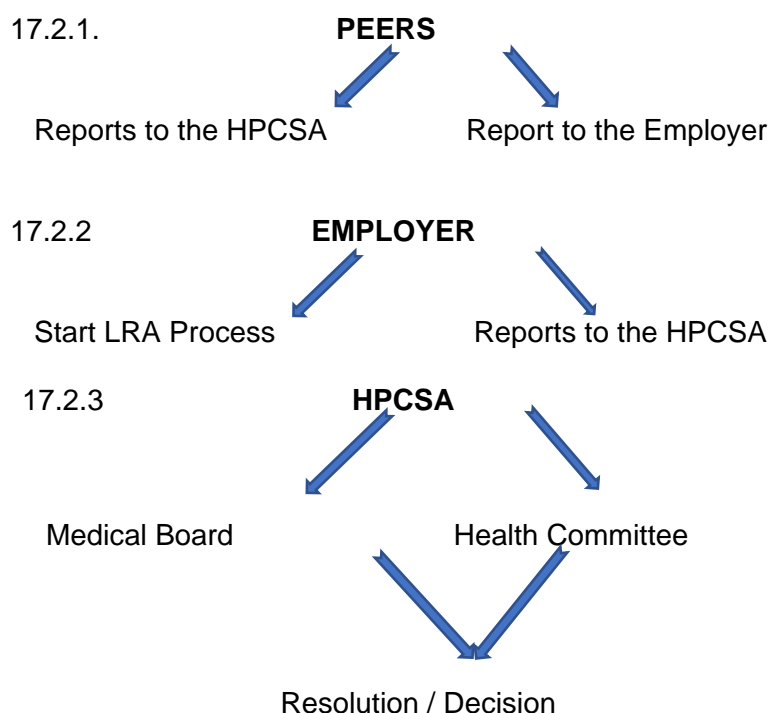 17.2.1. PEERS
Reports to the HPCSA Report to the Employer
17.2.2 EMPLOYER
Start LRA Process Reports to the HPCSA
17.2.3 HPCSA
Medical Board Health Committee
Resolution / Decision